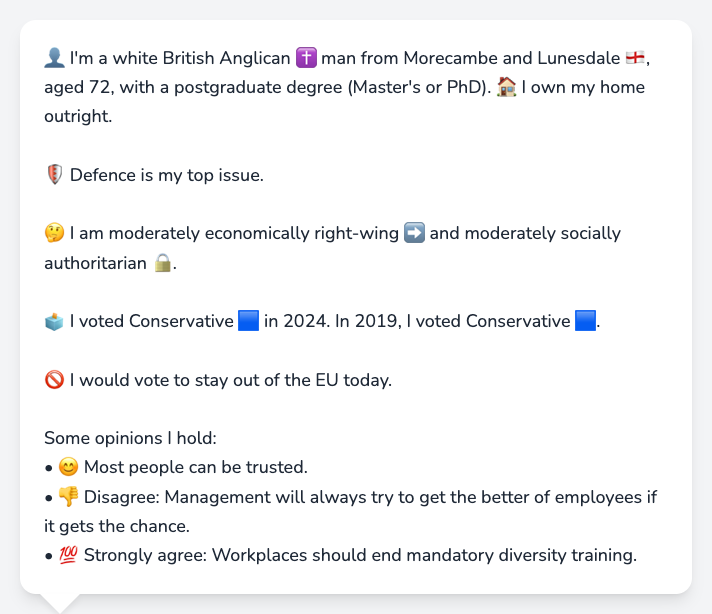 👤 I'm a white British Anglican ✝️ man from Morecambe and Lunesdale 🏴󠁧󠁢󠁥󠁮󠁧󠁿,
aged 72, with a postgraduate degree (Master's or PhD). 🏠 I own my home
outright.
🛡️ Defence is my top issue.
🤔 I am moderately economically right-wing ➡️ and moderately socially
authoritarian 🔒.
🗳️ I voted Conservative 🟦 in 2024. In 2019, I voted Conservative 🟦.
🚫 I would vote to stay out of the EU today.
Some opinions I hold:
• 😊 Most people can be trusted.
• 👎 Disagree: Management will always try to get the better of employees if
it gets the chance.
• 💯 Strongly agree: Workplaces should end mandatory diversity training.